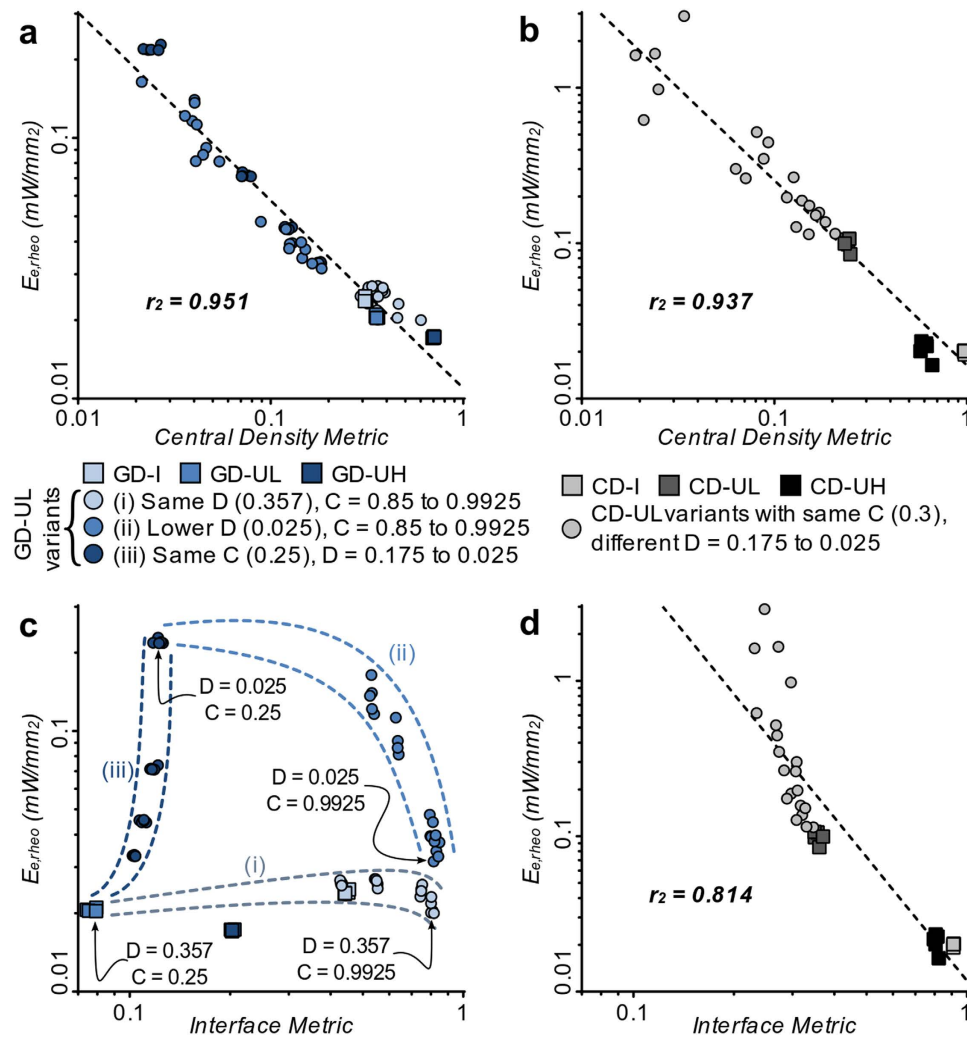 a
E e,rheo (mW/mm2)
0.1
0.01
r2 = 0.951
0.01
0.1
1
Central Density Metric
b
E e,rheo (mW/mm2)
1
0.1
0.01
r2 = 0.937
0.01
0.1
1
Central Density Metric
GD-I GD-UL GD-UH
GD-UL
variants
(i) Same D (0.357), C = 0.85 to 0.9925
(ii) Lower D (0.025), C = 0.85 to 0.9925
(iii) Same C (0.25), D = 0.175 to 0.025
CD-I CD-UL CD-UH
CD-UL variants with same C (0.3),
different D = 0.175 to 0.025
c
E e,rheo (mW/mm2)
0.1
0.01
(ii)
D = 0.025
C = 0.25
(iii)
D = 0.025
C = 0.9925
(i)
D = 0.357
C = 0.25
D = 0.357
C = 0.9925
0.1
1
Interface Metric
d
E e,rheo (mW/mm2)
1
0.1
0.01
r2 = 0.814
0.1
1
Interface Metric